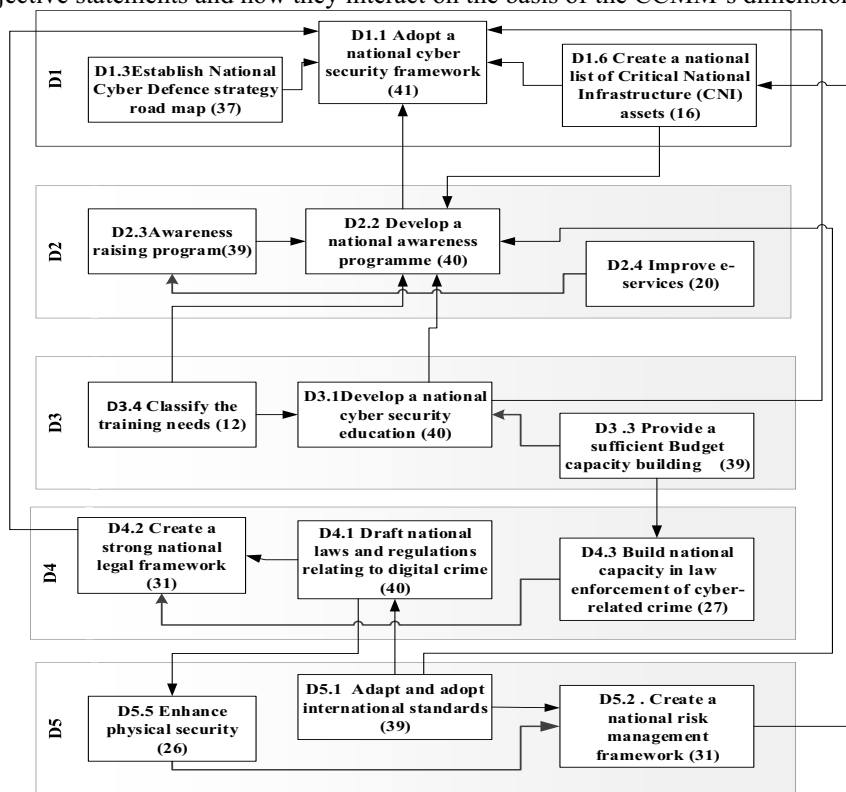 jective statements and how they interact on the basis of the CCMM's dimension
D1
D1.1 Adopt a
national cyber
security framework
(41)
D1.3Establish National
Cyber Defence strategy
road map (37)
D1.6 Create a national
list of Critical National
Infrastructure (CNI)
assets (16)
D2
D2.3Awareness
raising program(39)
D2.2 Develop a
national awareness
programme (40)
D2.4 Improve e-
services (20)
D3
D3.4 Classify the
training needs (12)
D3.1Develop a national
cyber security
education (40)
D3 .3 Provide a
sufficient Budget
capacity building (39)
D4
D4.2 Create a
strong national
legal framework
(31)
D4.1 Draft national
laws and regulations
relating to digital crime
(40)
D4.3 Build national
capacity in law
enforcement of cyber-
related crime (27)
D5
D5.5 Enhance
physical security
(26)
D5.1 Adapt and adopt
international standards
(39)
D5.2 . Create a
national risk
management
framework (31)